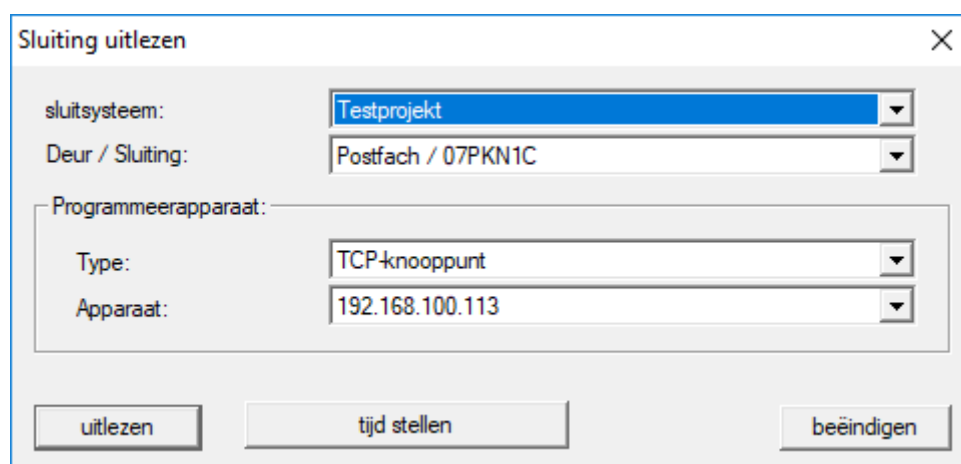 Sluiting uitlezen
sluitsysteem: Testprojekt
Deur / Sluiting: Postfach / 07PKN1C
Programmeerapparaat:
Type: TCP-knooppunt
Apparaat: 192.168.100.113
uitlezen tijd stellen beëindigen